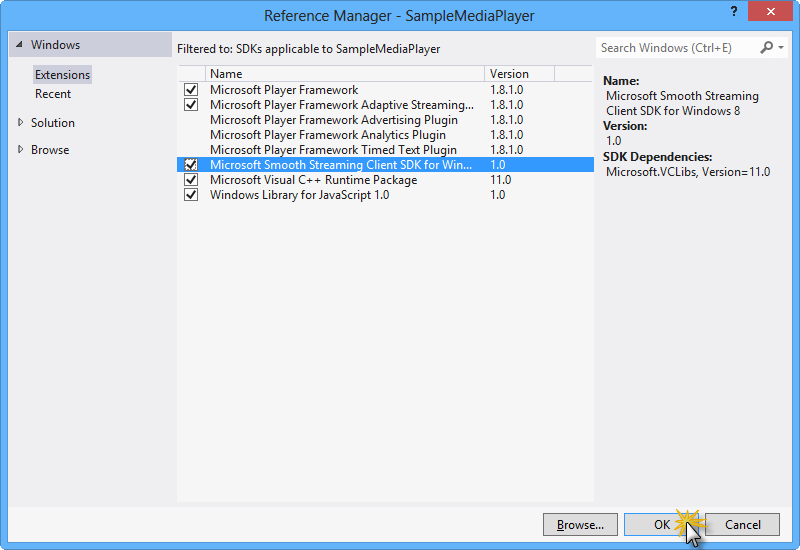 Reference Manager - SampleMediaPlayer
?
Windows
Extensions
Recent
Solution
Browse
Filtered to: SDKs applicable to SampleMediaPlayer
Name Version
Microsoft Player Framework 1.8.1.0
Microsoft Player Framework Adaptive Streaming... 1.8.1.0
Microsoft Player Framework Advertising Plugin 1.8.1.0
Microsoft Player Framework Analytics Plugin 1.8.1.0
Microsoft Player Framework Timed Text Plugin 1.8.1.0
Microsoft Smooth Streaming Client SDK for Win... 1.0
Microsoft Visual C++ Runtime Package 11.0
Windows Library for JavaScript 1.0 1.0
Search Windows (Ctrl+E)
Name:
Microsoft Smooth Streaming
Client SDK for Windows 8
Version:
1.0
SDK Dependencies:
Microsoft.VCLibs, Version=11.0
Browse... OK Cancel